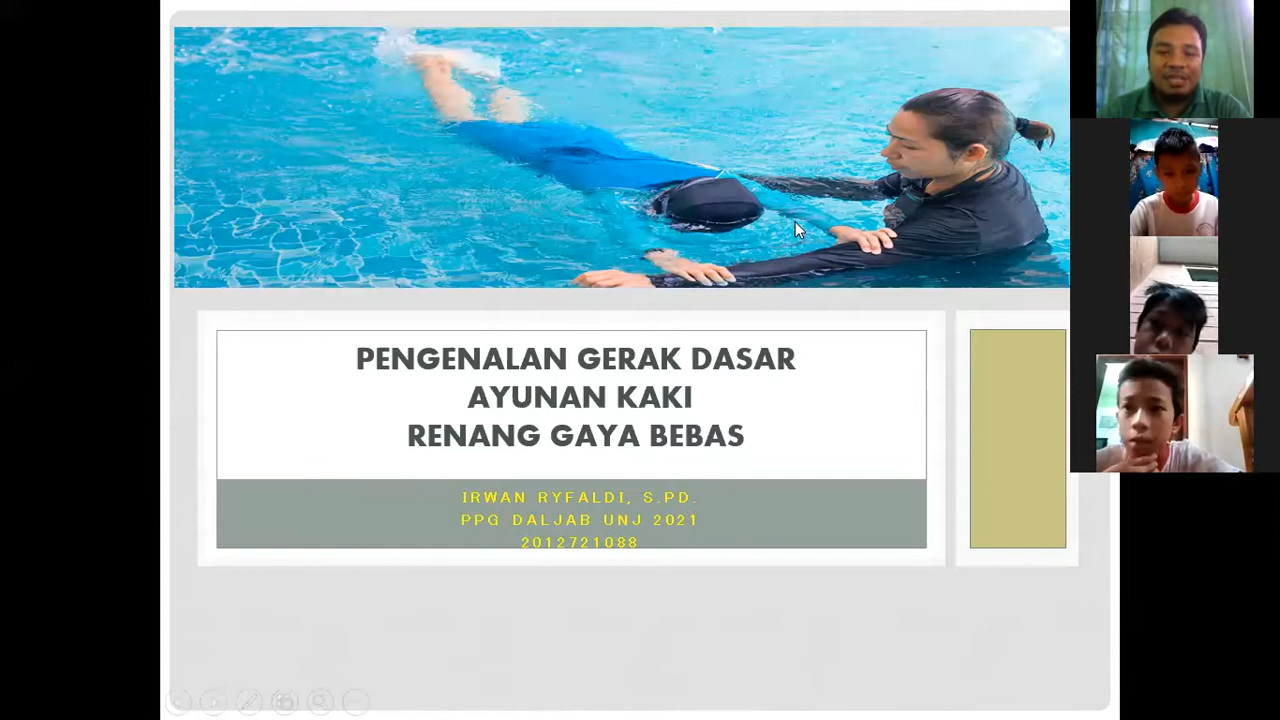 PENGENALAN GERAK DASAR
AYUNAN KAKI
RENANG GAYA BEBAS
IRWAN RYFALDI, S.PD.
PPG DALJAB UNJ 2021
2012721088